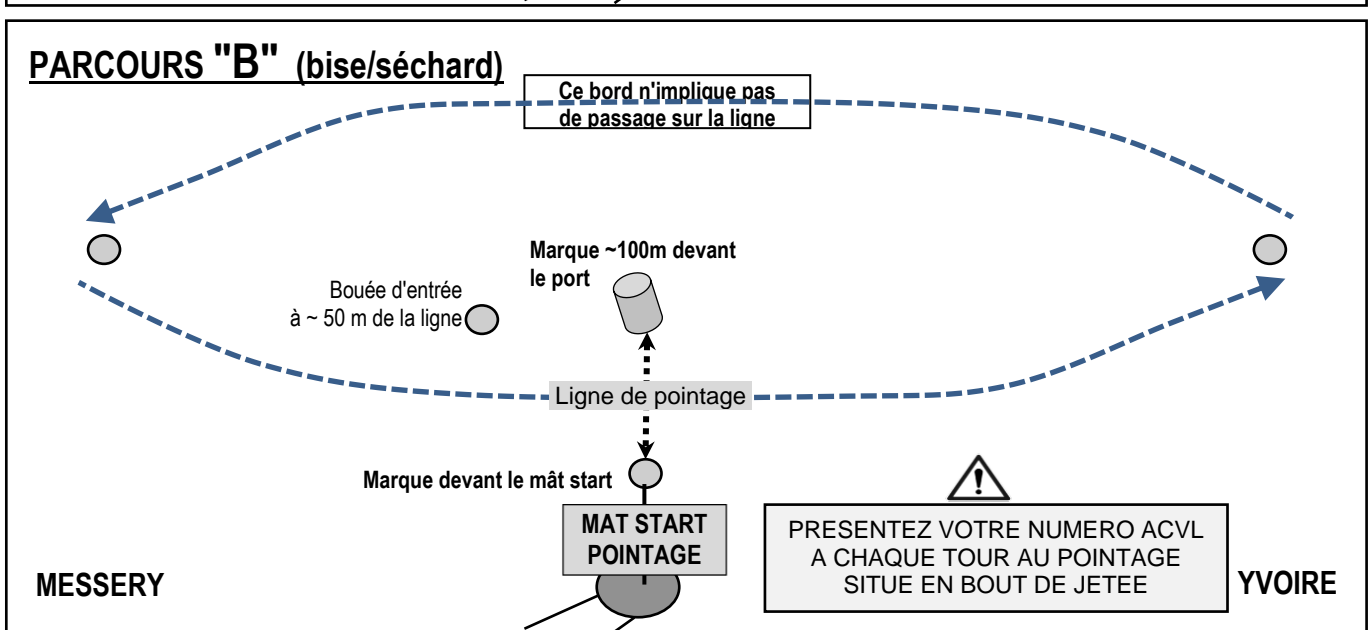 PARCOURS "B" (bise/séchard)
Ce bord n'implique pas
de passage sur la ligne
Marque ~100m devant
le port
Bouée d'entrée
à ~ 50 m de la ligne
Ligne de pointage
Marque devant le mât start
MAT START
POINTAGE
PRESENTEZ VOTRE NUMERO ACVL
A CHAQUE TOUR AU POINTAGE
SITUE EN BOUT DE JETEE
MESSERY
YVOIRE